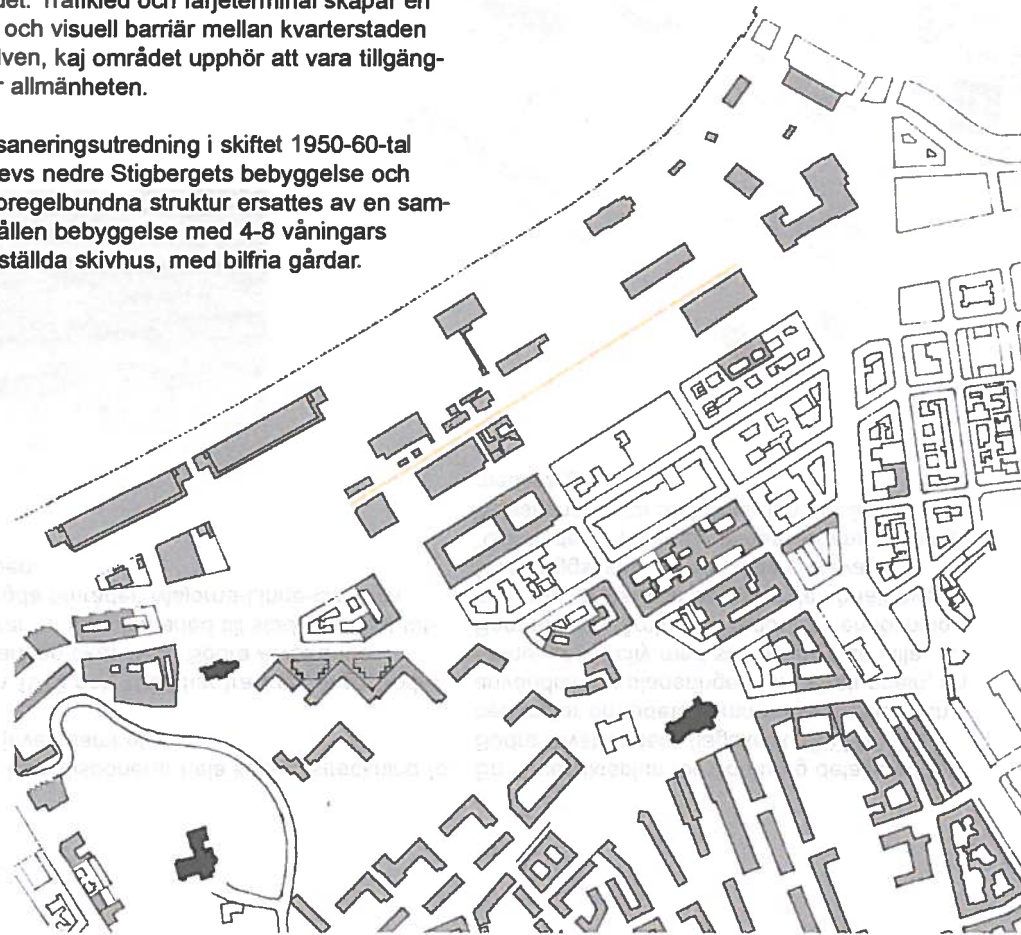 det. Trafikled och färjeterminal skapar en
och visuell barriär mellan kvarterstaden
lven, kaj området upphör att vara tillgäng-
r allmänheten.
saneringsutredning i skiftet 1950-60-tal
evs nedre Stigbergets bebyggelse och
oregelbundna struktur ersattes av en sam-
ållen bebyggelse med 4-8 våningars
ställda skivhus, med bilfria gårdar.